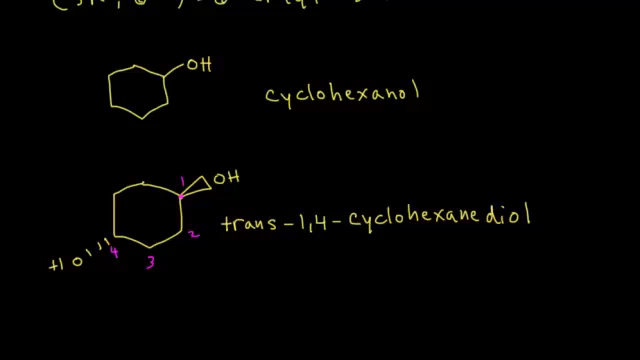 OH
cyclohexanol
1
OH
trans-1,4-cyclohexanediol
2
HO
4
3